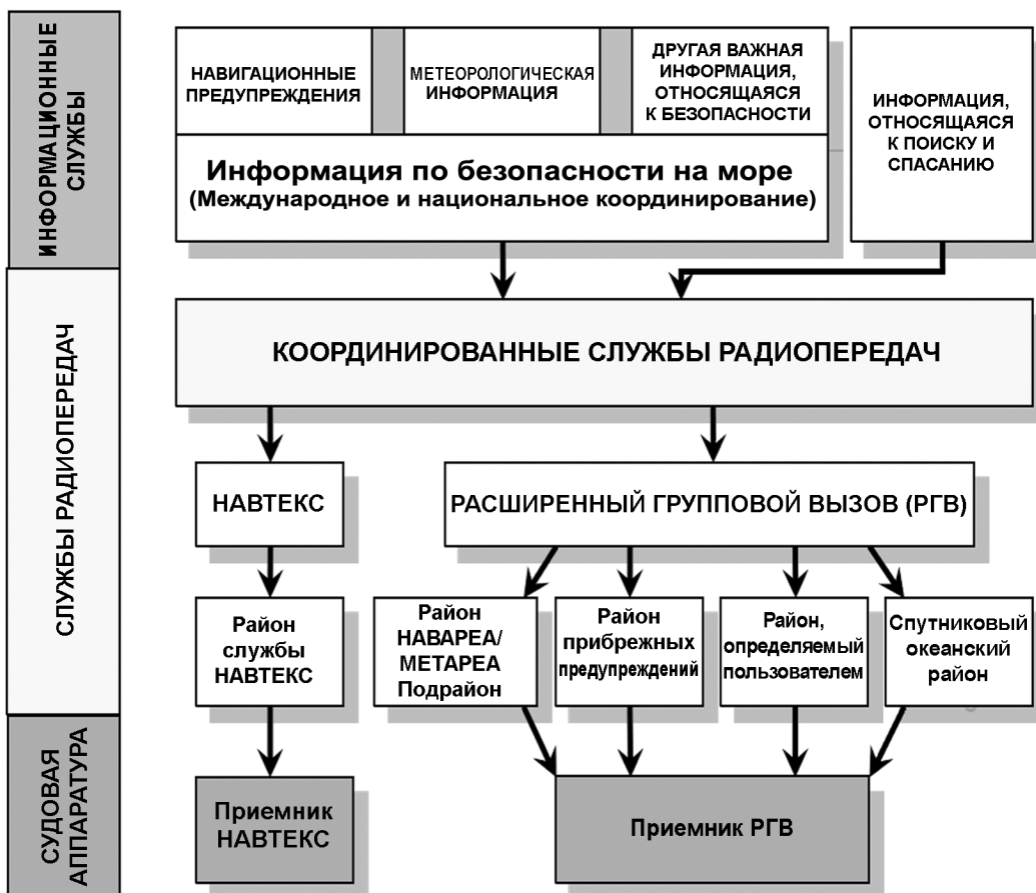 ИНФОРМАЦИОННЫЕ
СЛУЖБЫ
НАВИГАЦИОННЫЕ
ПРЕДУПРЕЖДЕНИЯ
МЕТЕОРОЛОГИЧЕСКАЯ
ИНФОРМАЦИЯ
ДРУГАЯ ВАЖНАЯ
ИНФОРМАЦИЯ,
ОТНОСЯЩАЯСЯ
К БЕЗОПАСНОСТИ
Информация по безопасности на море
(Международное и национальное координирование)
ИНФОРМАЦИЯ,
ОТНОСЯЩАЯСЯ
К ПОИСКУ И
СПАСАНИЮ
СЛУЖБЫ РАДИОПЕРЕДАЧ
КООРДИНИРОВАННЫЕ СЛУЖБЫ РАДИОПЕРЕДАЧ
НАВТЕКС
РАСШИРЕННЫЙ ГРУППОВОЙ ВЫЗОВ (РГВ)
Район
службы
НАВТЕКС
Район
НАВАРЕА/
МЕТАРЕА
Подрайон
Район
прибрежных
предупреждений
Район,
определяемый
пользователем
Спутниковый
океанский
район
СУДОВАЯ
АППАРАТУРА
Приемник
НАВТЕКС
Приемник РГВ